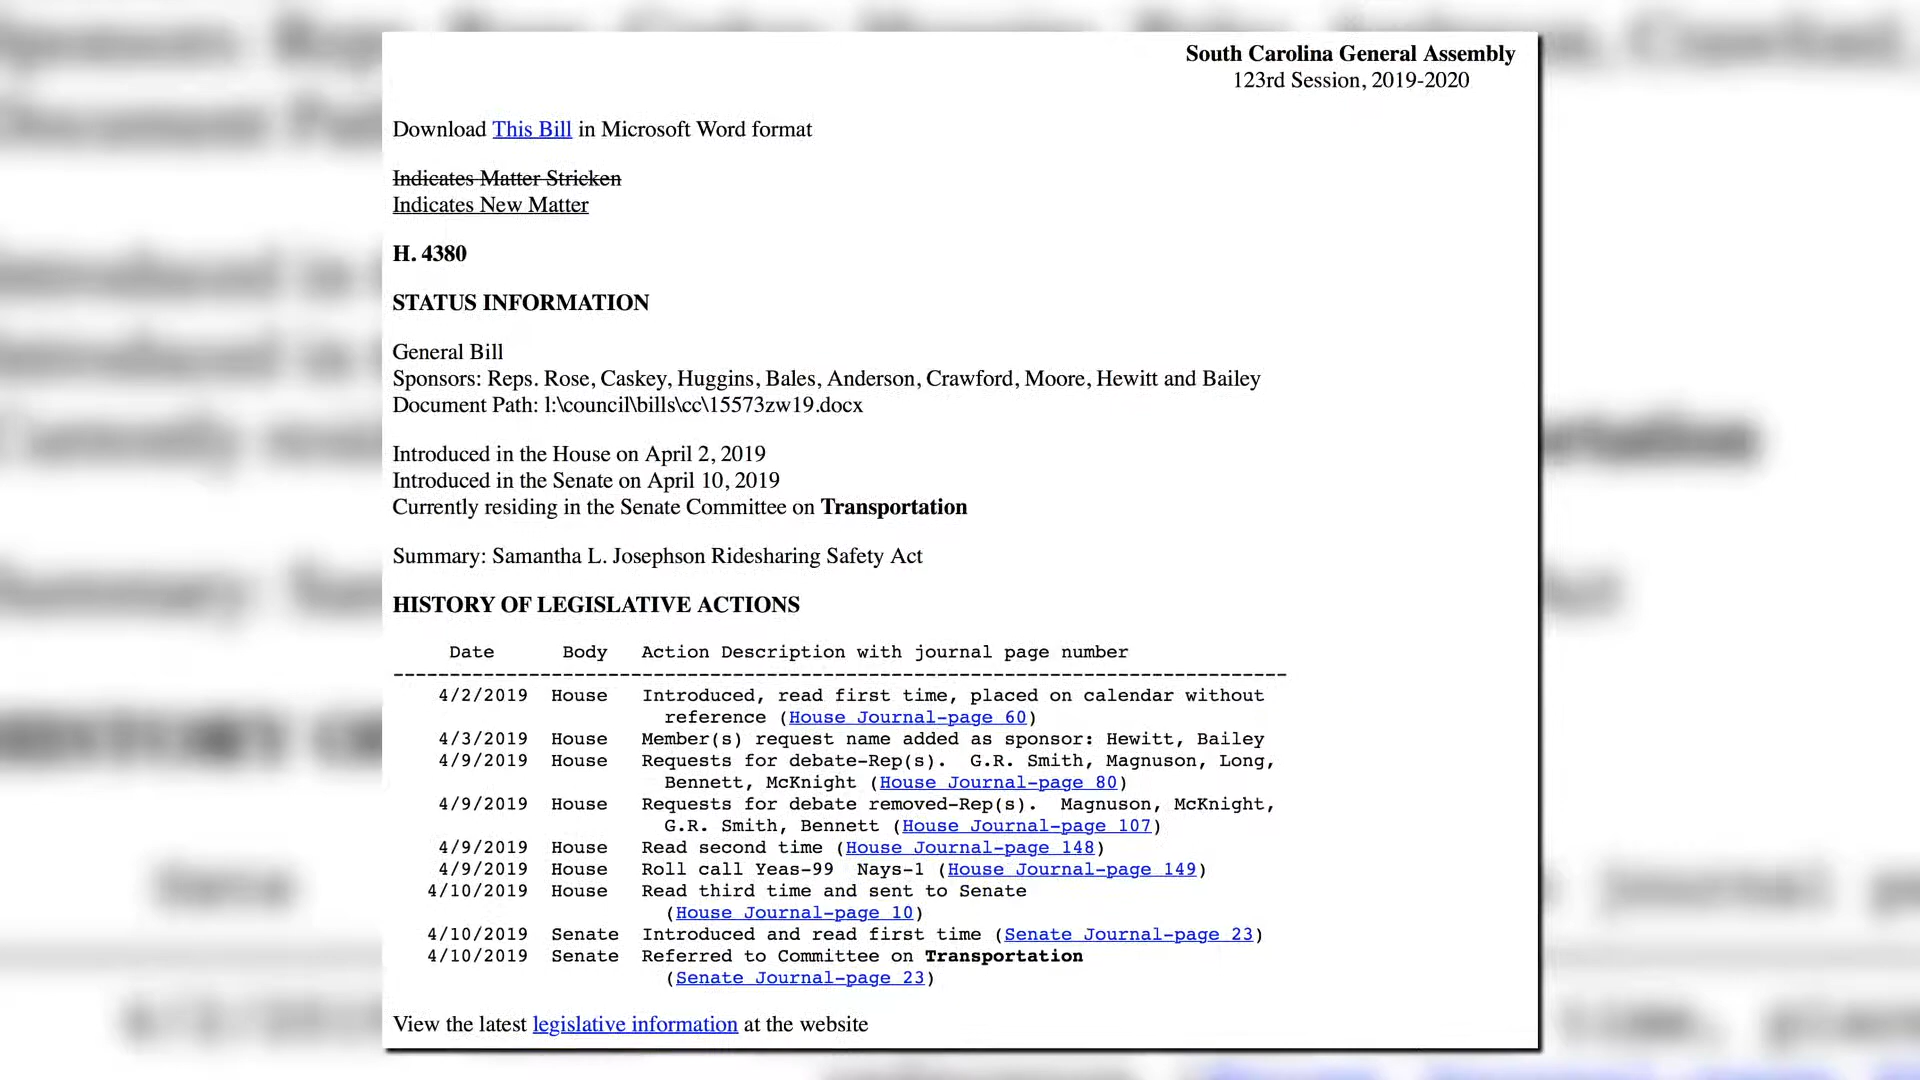 South Carolina General Assembly
123rd Session, 2019-2020
Download This Bill in Microsoft Word format
Indicates Matter Stricken
Indicates New Matter
H. 4380
STATUS INFORMATION
General Bill
Sponsors: Reps. Rose, Caskey, Huggins, Bales, Anderson, Crawford, Moore, Hewitt and Bailey
Document Path: l:\council\bills\cc\15573zw19.docx
Introduced in the House on April 2, 2019
Introduced in the Senate on April 10, 2019
Currently residing in the Senate Committee on Transportation
Summary: Samantha L. Josephson Ridesharing Safety Act
HISTORY OF LEGISLATIVE ACTIONS
Date Body Action Description with journal page number
-------------------------------------------------------------------------------
4/2/2019 House Introduced, read first time, placed on calendar without
reference (House Journal-page 60)
4/3/2019 House Member(s) request name added as sponsor: Hewitt, Bailey
4/9/2019 House Requests for debate-Rep(s). G.R. Smith, Magnuson, Long,
Bennett, McKnight (House Journal-page 80)
4/9/2019 House Requests for debate removed-Rep(s). Magnuson, McKnight,
G.R. Smith, Bennett (House Journal-page 107)
4/9/2019 House Read second time (House Journal-page 148)
4/9/2019 House Roll call Yeas-99 Nays-1 (House Journal-page 149)
4/10/2019 House Read third time and sent to Senate
(House Journal-page 10)
4/10/2019 Senate Introduced and read first time (Senate Journal-page 23)
4/10/2019 Senate Referred to Committee on Transportation
(Senate Journal-page 23)
View the latest legislative information at the website